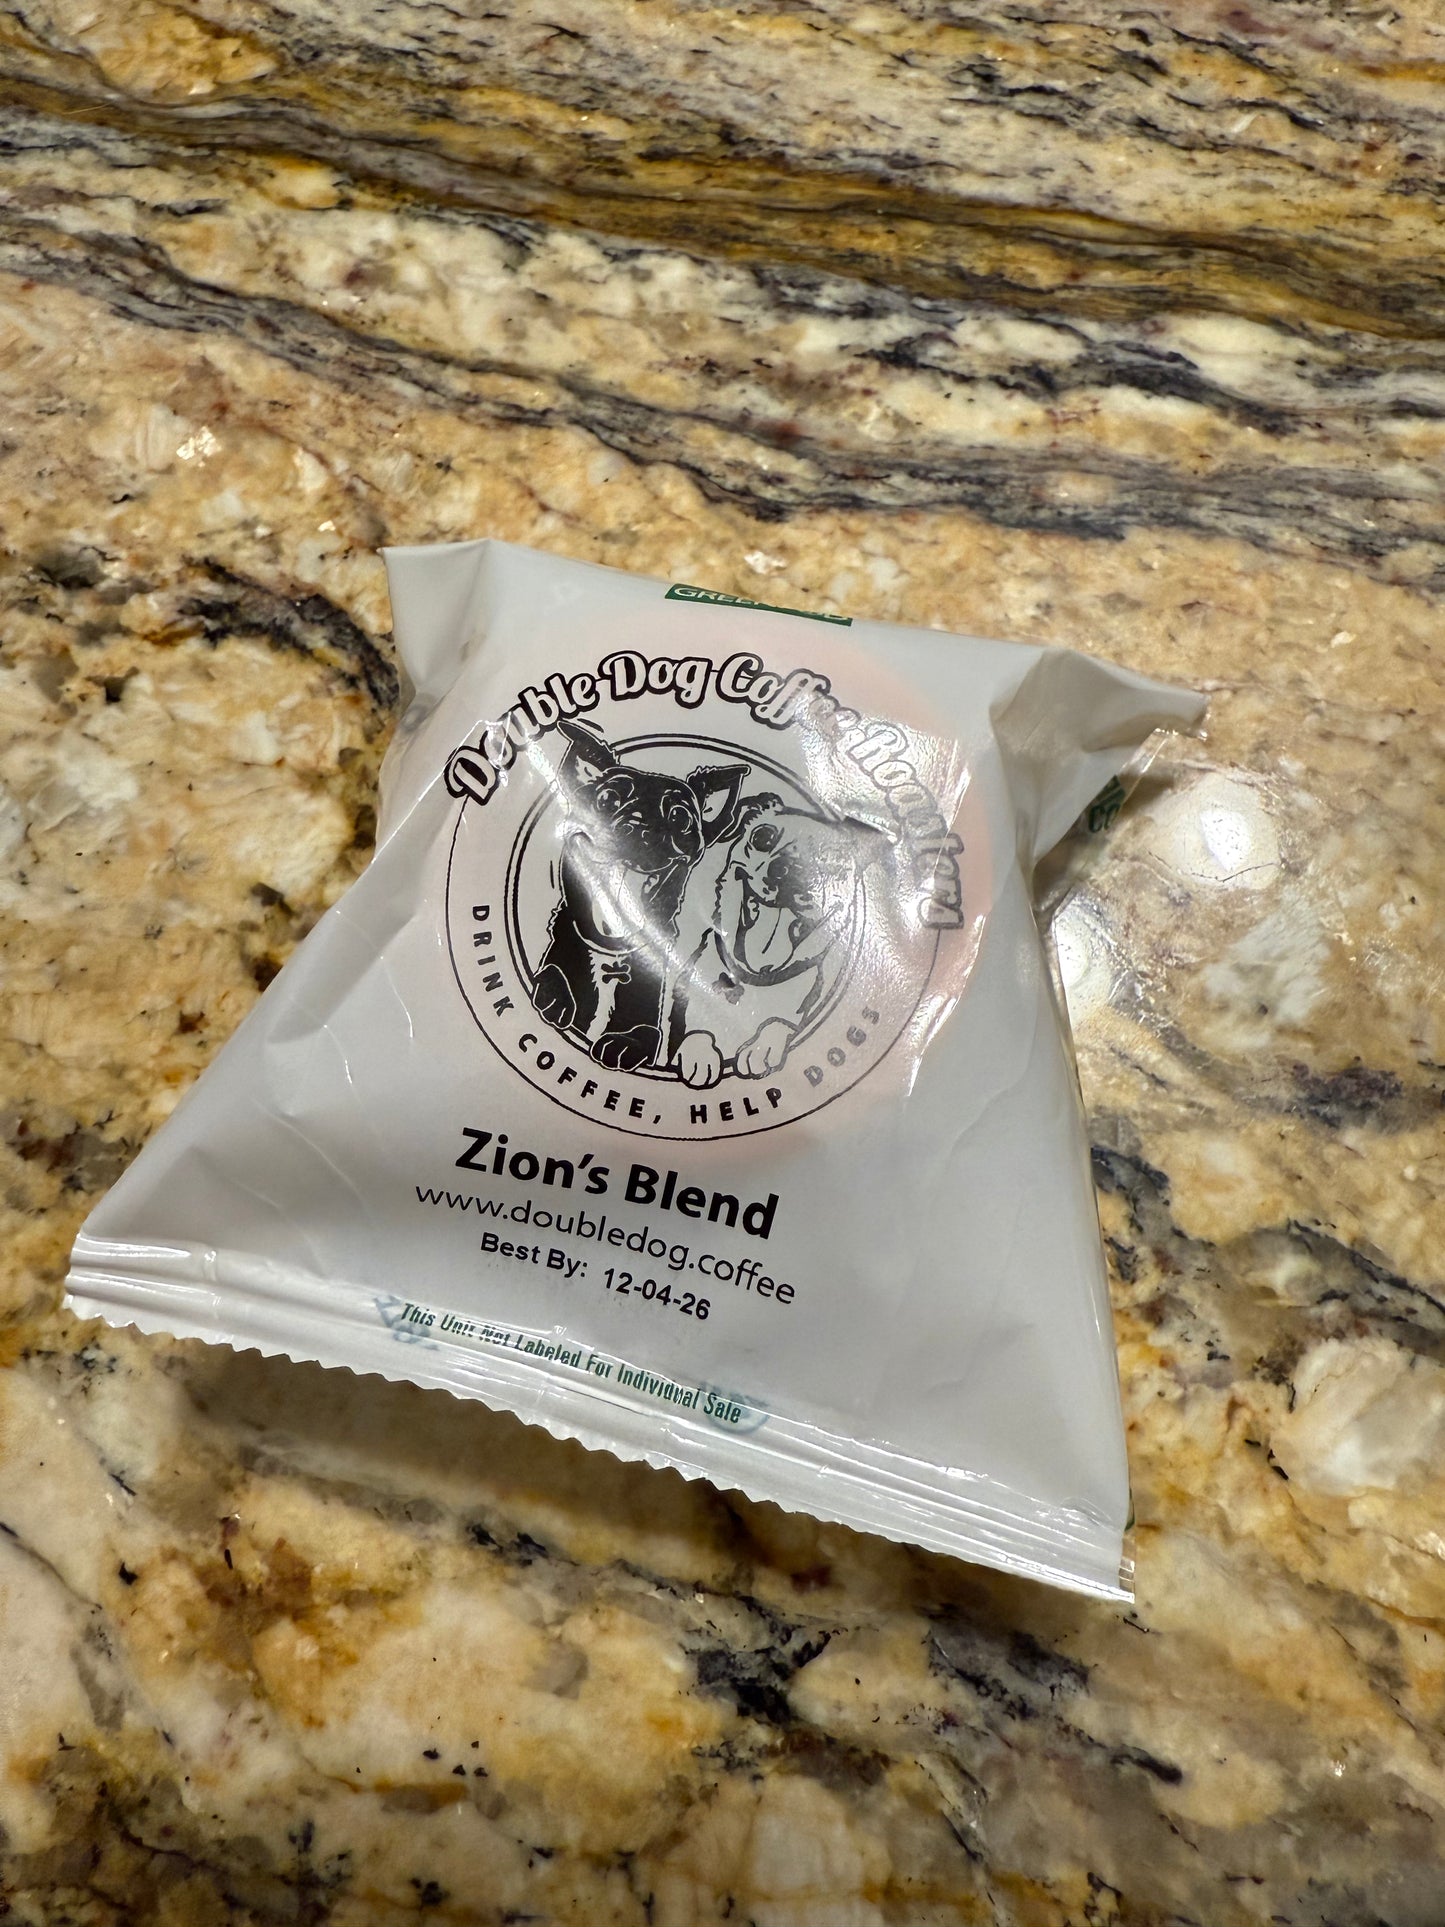 Double Dog Coffee Roasters
DRINK COFFEE, HELP DOGS
Zion's Blend
www.doubledog.coffee
Best By: 12-04-26
This Unit Not Labeled For Individual Sale